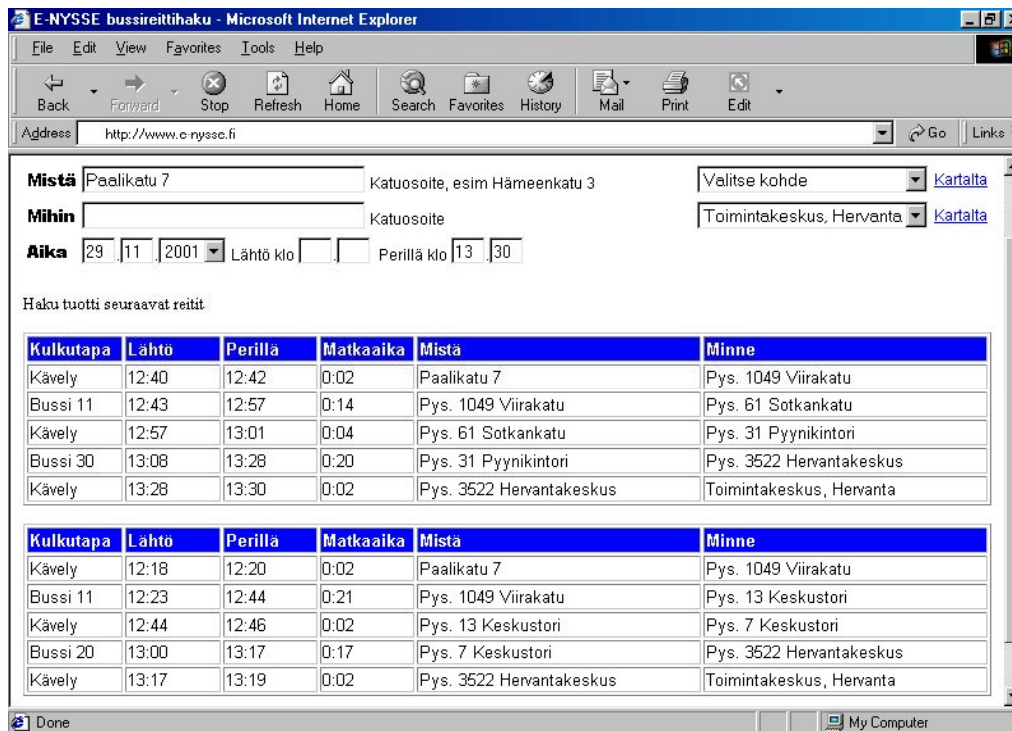 E-NYSSE bussireittihaku - Microsoft Internet Explorer
File Edit View Favorites Tools Help
Back Forward Stop Refresh Home Search Favorites History Mail Print Edit
Address http://www.e-nysse.fi Go Links
Mistä Paalikatu 7 Katuosoite, esim Hämeenkatu 3 Valitse kohde Kartalta
Mihin Katuosoite Toimintakeskus, Hervanta Kartalta
Aika 29 .11 .2001 Lähtö klo . Perillä klo 13 .30
Haku tuotti seuraavat reitit
Kulkutapa Lähtö Perillä Matkaaika Mistä Minne
Kävely 12:40 12:42 0:02 Paalikatu 7 Pys. 1049 Viirakatu
Bussi 11 12:43 12:57 0:14 Pys. 1049 Viirakatu Pys. 61 Sotkankatu
Kävely 12:57 13:01 0:04 Pys. 61 Sotkankatu Pys. 31 Pyynikintori
Bussi 30 13:08 13:28 0:20 Pys. 31 Pyynikintori Pys. 3522 Hervantakeskus
Kävely 13:28 13:30 0:02 Pys. 3522 Hervantakeskus Toimintakeskus, Hervanta
Kulkutapa Lähtö Perillä Matkaaika Mistä Minne
Kävely 12:18 12:20 0:02 Paalikatu 7 Pys. 1049 Viirakatu
Bussi 11 12:23 12:44 0:21 Pys. 1049 Viirakatu Pys. 13 Keskustori
Kävely 12:44 12:46 0:02 Pys. 13 Keskustori Pys. 7 Keskustori
Bussi 20 13:00 13:17 0:17 Pys. 7 Keskustori Pys. 3522 Hervantakeskus
Kävely 13:17 13:19 0:02 Pys. 3522 Hervantakeskus Toimintakeskus, Hervanta
Done My Computer